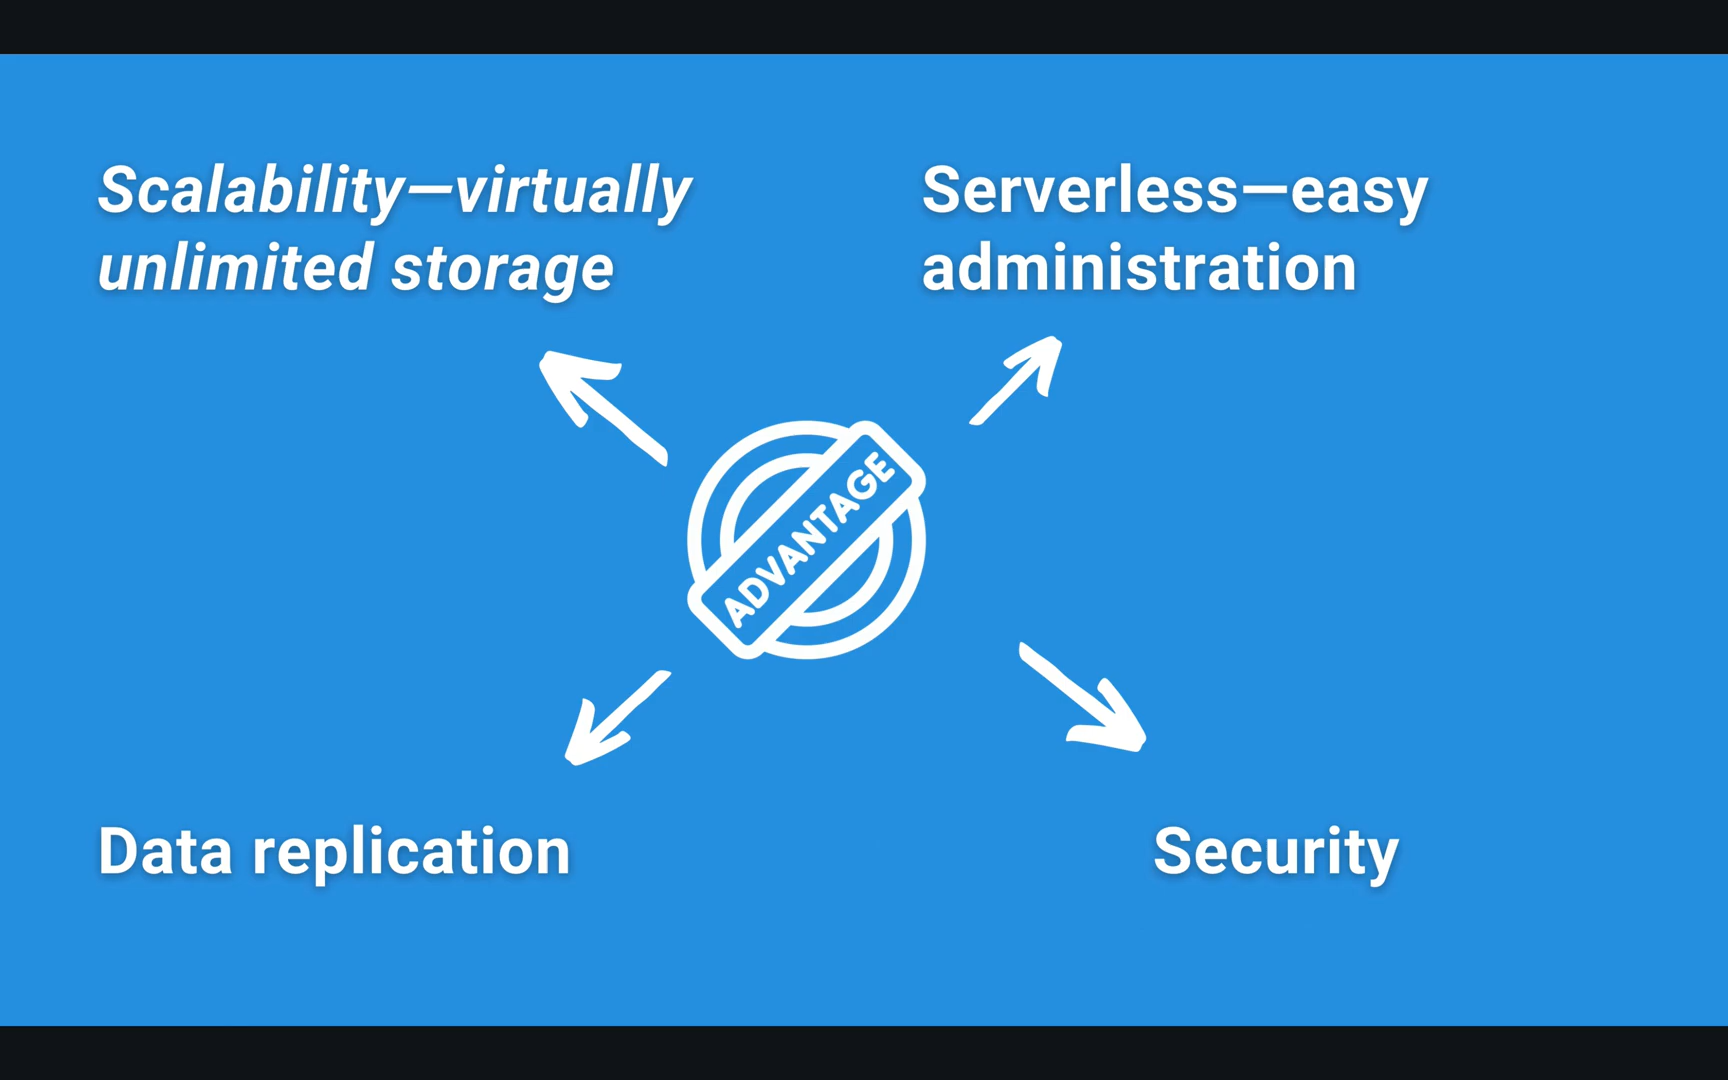 Scalability—virtually
unlimited storage
Serverless—easy
administration
ADVANTAGE
Data replication
Security